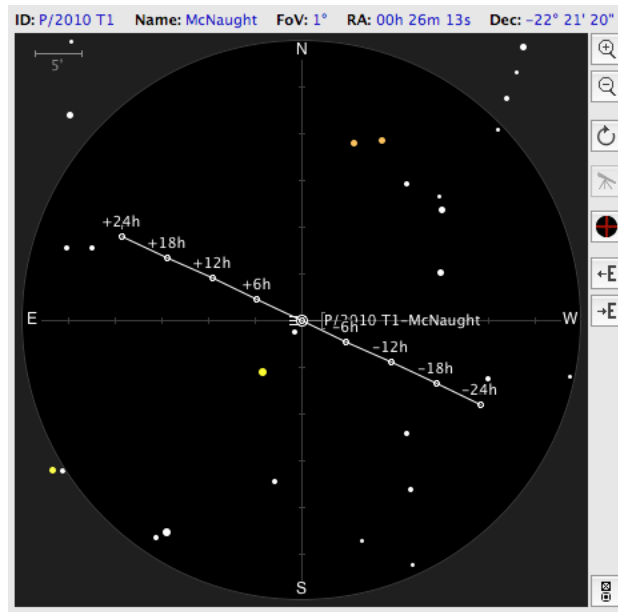 ID: P/2010 T1 Name: McNaught FoV: 1° RA: 00h 26m 13s Dec: -22° 21' 20"
5'
N
+24h
+18h
+12h
+6h
E
P/2010 T1-McNaught
W
-6h
-12h
-18h
-24h
S
←E
→E